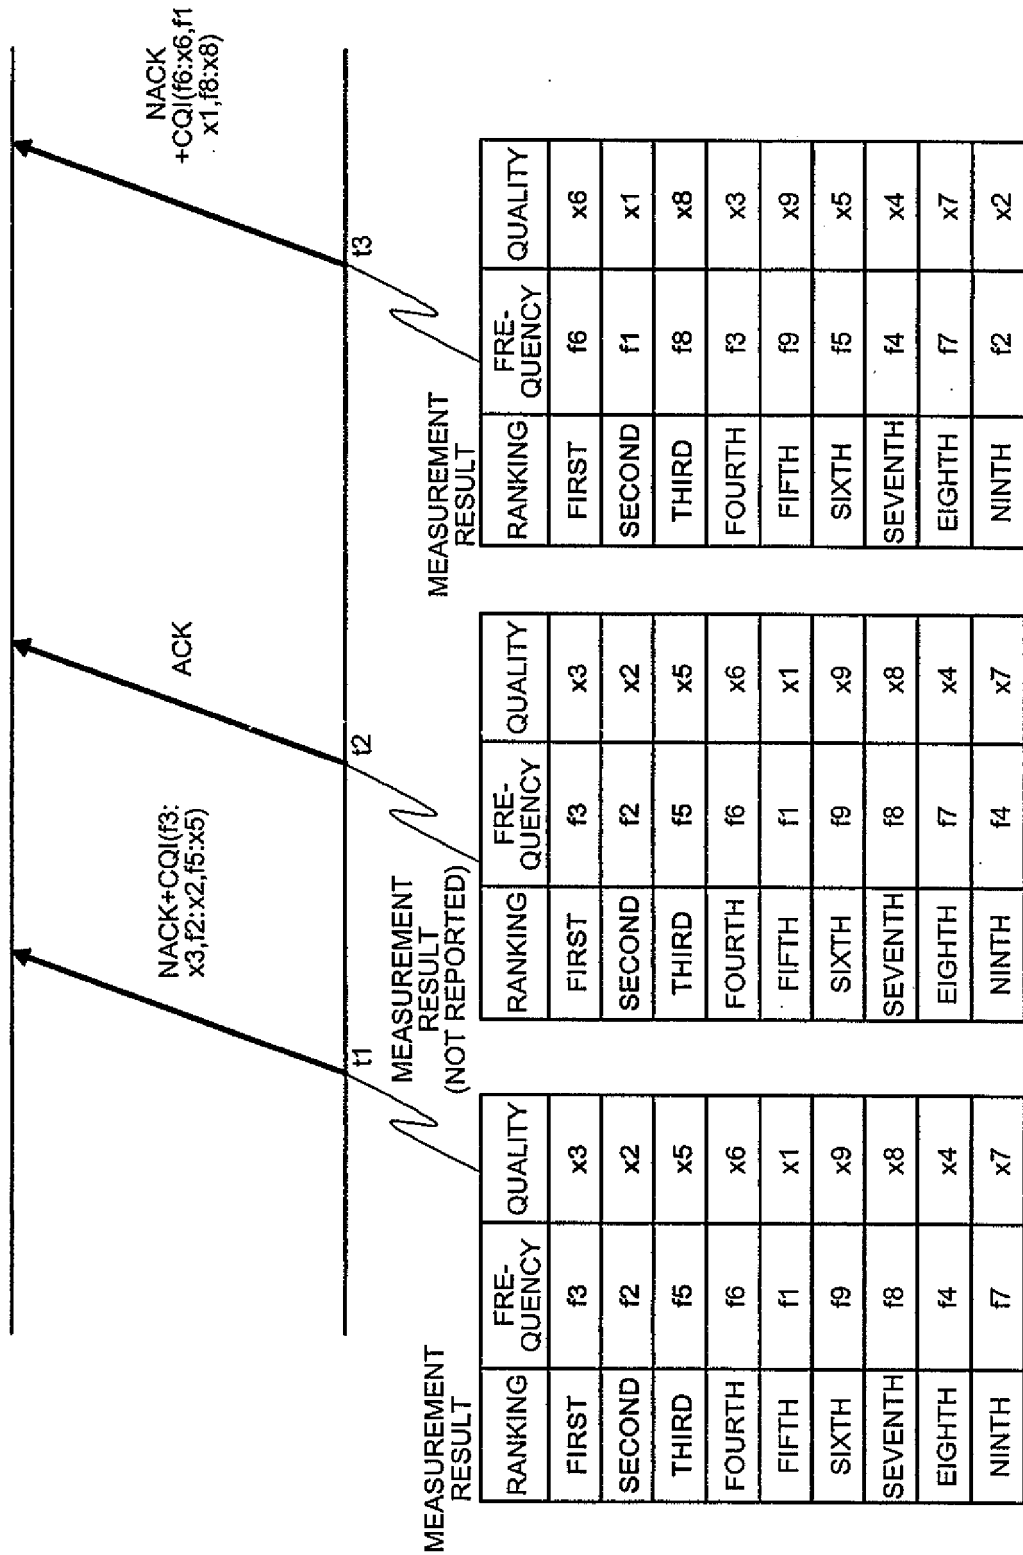 NACK+CQI(f3:
x3,f2:x2,f5:x5)
ACK
NACK
+CQI(f6:x6,f1
x1,f8:x8)
t1
t2
t3
MEASUREMENT
RESULT
RANKING FRE-QUENCY QUALITY
FIRST f3 x3
SECOND f2 x2
THIRD f5 x5
FOURTH f6 x6
FIFTH f1 x1
SIXTH f9 x9
SEVENTH f8 x8
EIGHTH f4 x4
NINTH f7 x7
MEASUREMENT
RESULT
(NOT REPORTED)
RANKING FRE-QUENCY QUALITY
FIRST f3 x3
SECOND f2 x2
THIRD f5 x5
FOURTH f6 x6
FIFTH f1 x1
SIXTH f9 x9
SEVENTH f8 x8
EIGHTH f7 x4
NINTH f4 x7
MEASUREMENT
RESULT
RANKING FRE-QUENCY QUALITY
FIRST f6 x6
SECOND f1 x1
THIRD f8 x8
FOURTH f3 x3
FIFTH f9 x9
SIXTH f5 x5
SEVENTH f4 x4
EIGHTH f7 x7
NINTH f2 x2